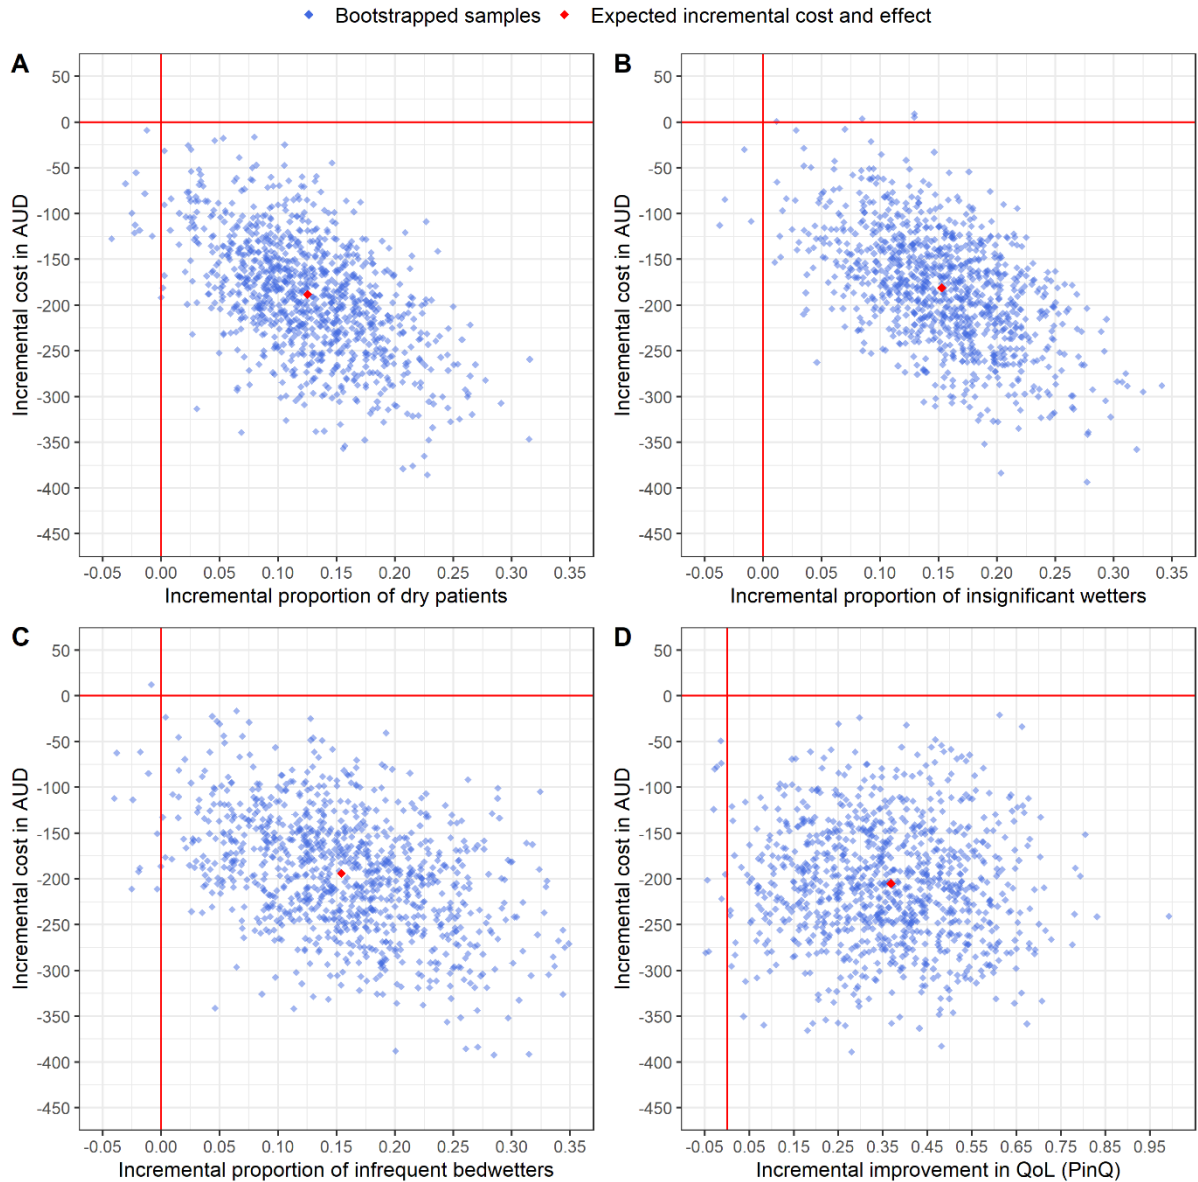 Bootstrapped samples Expected incremental cost and effect
A
50
0
-50
-100
-150
-200
-250
-300
-350
-400
-450
Incremental cost in AUD
-0.05 0.00 0.05 0.10 0.15 0.20 0.25 0.30 0.35
Incremental proportion of dry patients
B
50
0
-50
-100
-150
-200
-250
-300
-350
-400
-450
Incremental cost in AUD
-0.05 0.00 0.05 0.10 0.15 0.20 0.25 0.30 0.35
Incremental proportion of insignificant wetters
C
50
0
-50
-100
-150
-200
-250
-300
-350
-400
-450
Incremental cost in AUD
-0.05 0.00 0.05 0.10 0.15 0.20 0.25 0.30 0.35
Incremental proportion of infrequent bedwetters
D
50
0
-50
-100
-150
-200
-250
-300
-350
-400
-450
Incremental cost in AUD
-0.05 0.05 0.15 0.25 0.35 0.45 0.55 0.65 0.75 0.85 0.95
Incremental improvement in QoL (PinQ)